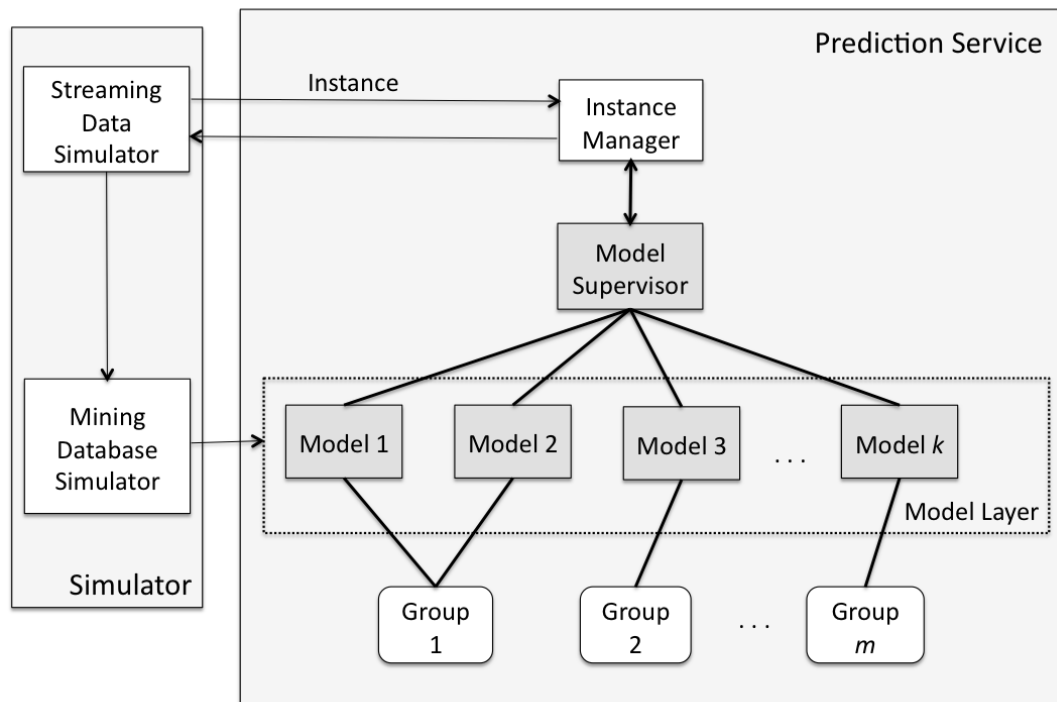 Prediction Service
Streaming
Data
Simulator
Instance
Instance
Manager
Model
Supervisor
Mining
Database
Simulator
Model 1
Model 2
Model 3
. . .
Model k
Model Layer
Simulator
Group
1
Group
2
. . .
Group
m